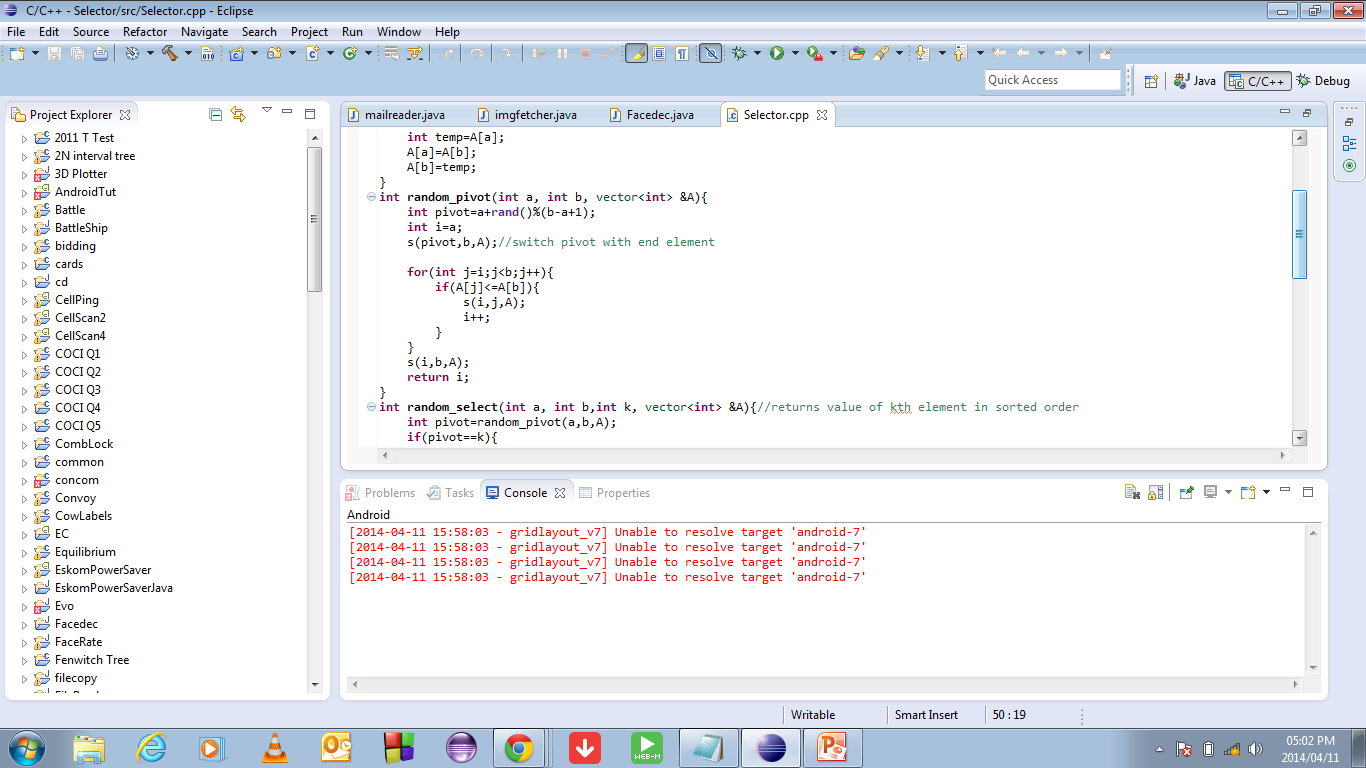 C/C++ - Selector/src/Selector.cpp - Eclipse
File Edit Source Refactor Navigate Search Project Run Window Help
Quick Access
Java C/C++ Debug
Project Explorer
2011 T Test
2N interval tree
3D Plotter
AndroidTut
Battle
BattleShip
bidding
cards
cd
CellPing
CellScan2
CellScan4
COCI Q1
COCI Q2
COCI Q3
COCI Q4
COCI Q5
CombLock
common
concom
Convoy
CowLabels
EC
Equilibrium
EskomPowerSaver
EskomPowerSaverJava
Evo
Facedec
FaceRate
Fenwitch Tree
filecopy
mailreader.java imgfetcher.java Facedec.java Selector.cpp
int temp=A[a];
A[a]=A[b];
A[b]=temp;
}
int random_pivot(int a, int b, vector<int> &A){
int pivot=a+rand()%(b-a+1);
int i=a;
s(pivot,b,A);//switch pivot with end element
for(int j=i;j<b;j++){
if(A[j]<=A[b]){
s(i,j,A);
i++;
}
}
s(i,b,A);
return i;
}
int random_select(int a, int b,int k, vector<int> &A){//returns value of kth element in sorted order
int pivot=random_pivot(a,b,A);
if(pivot==k){
Problems Tasks Console Properties
Android
[2014-04-11 15:58:03 - gridlayout_v7] Unable to resolve target 'android-7'
[2014-04-11 15:58:03 - gridlayout_v7] Unable to resolve target 'android-7'
[2014-04-11 15:58:03 - gridlayout_v7] Unable to resolve target 'android-7'
[2014-04-11 15:58:03 - gridlayout_v7] Unable to resolve target 'android-7'
Writable Smart Insert 50 : 19
WEB-M
05:02 PM
2014/04/11